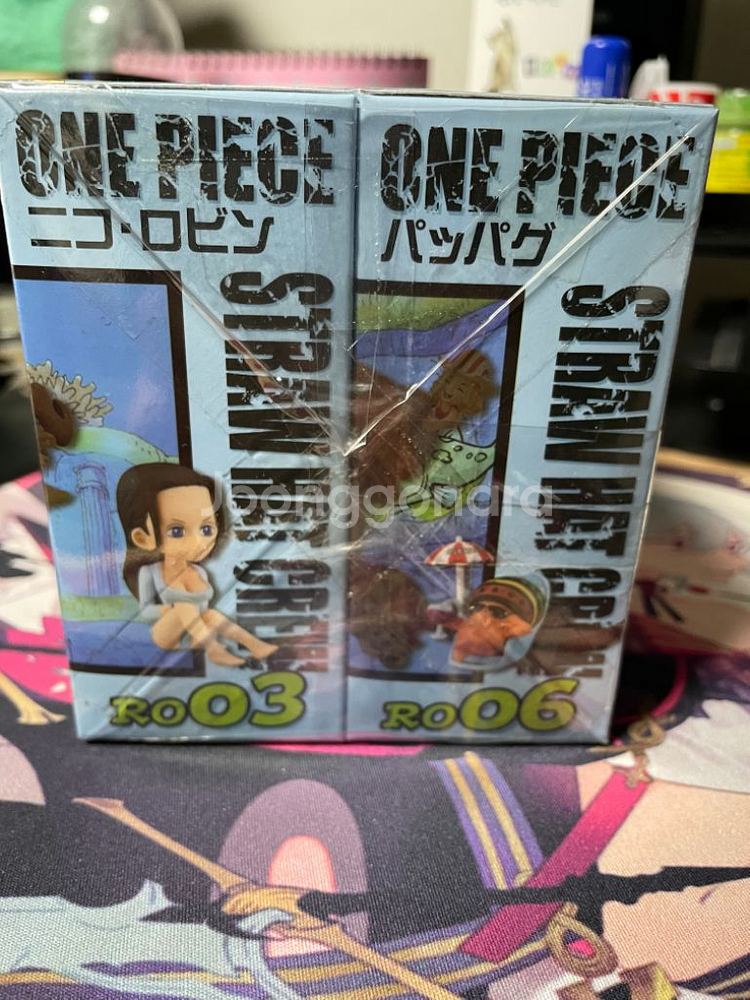 ONE PIECE
ニコ・ロビン
STRAW HAT CREW
Ro03
ONE PIECE
パッパグ
STRAW HAT CREW
Ro06
Joonggonara